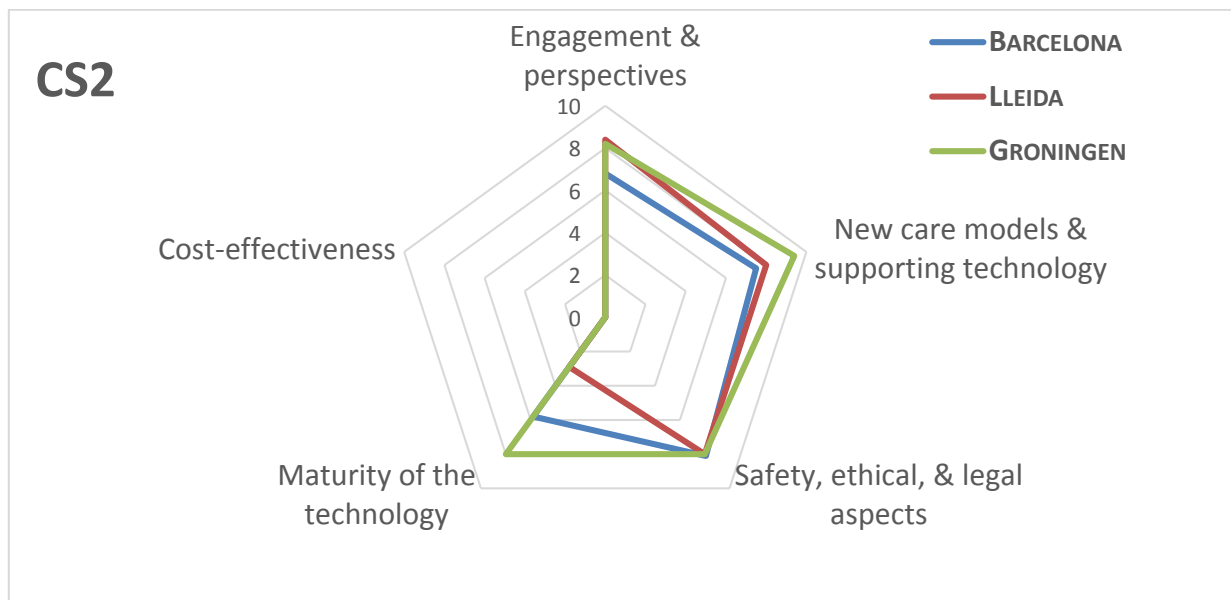 CS2
Engagement &
perspectives
BARCELONA
LLEIDA
GRONINGEN
10
8
6
4
2
0
New care models &
supporting technology
Safety, ethical, & legal
aspects
Maturity of the
technology
Cost-effectiveness